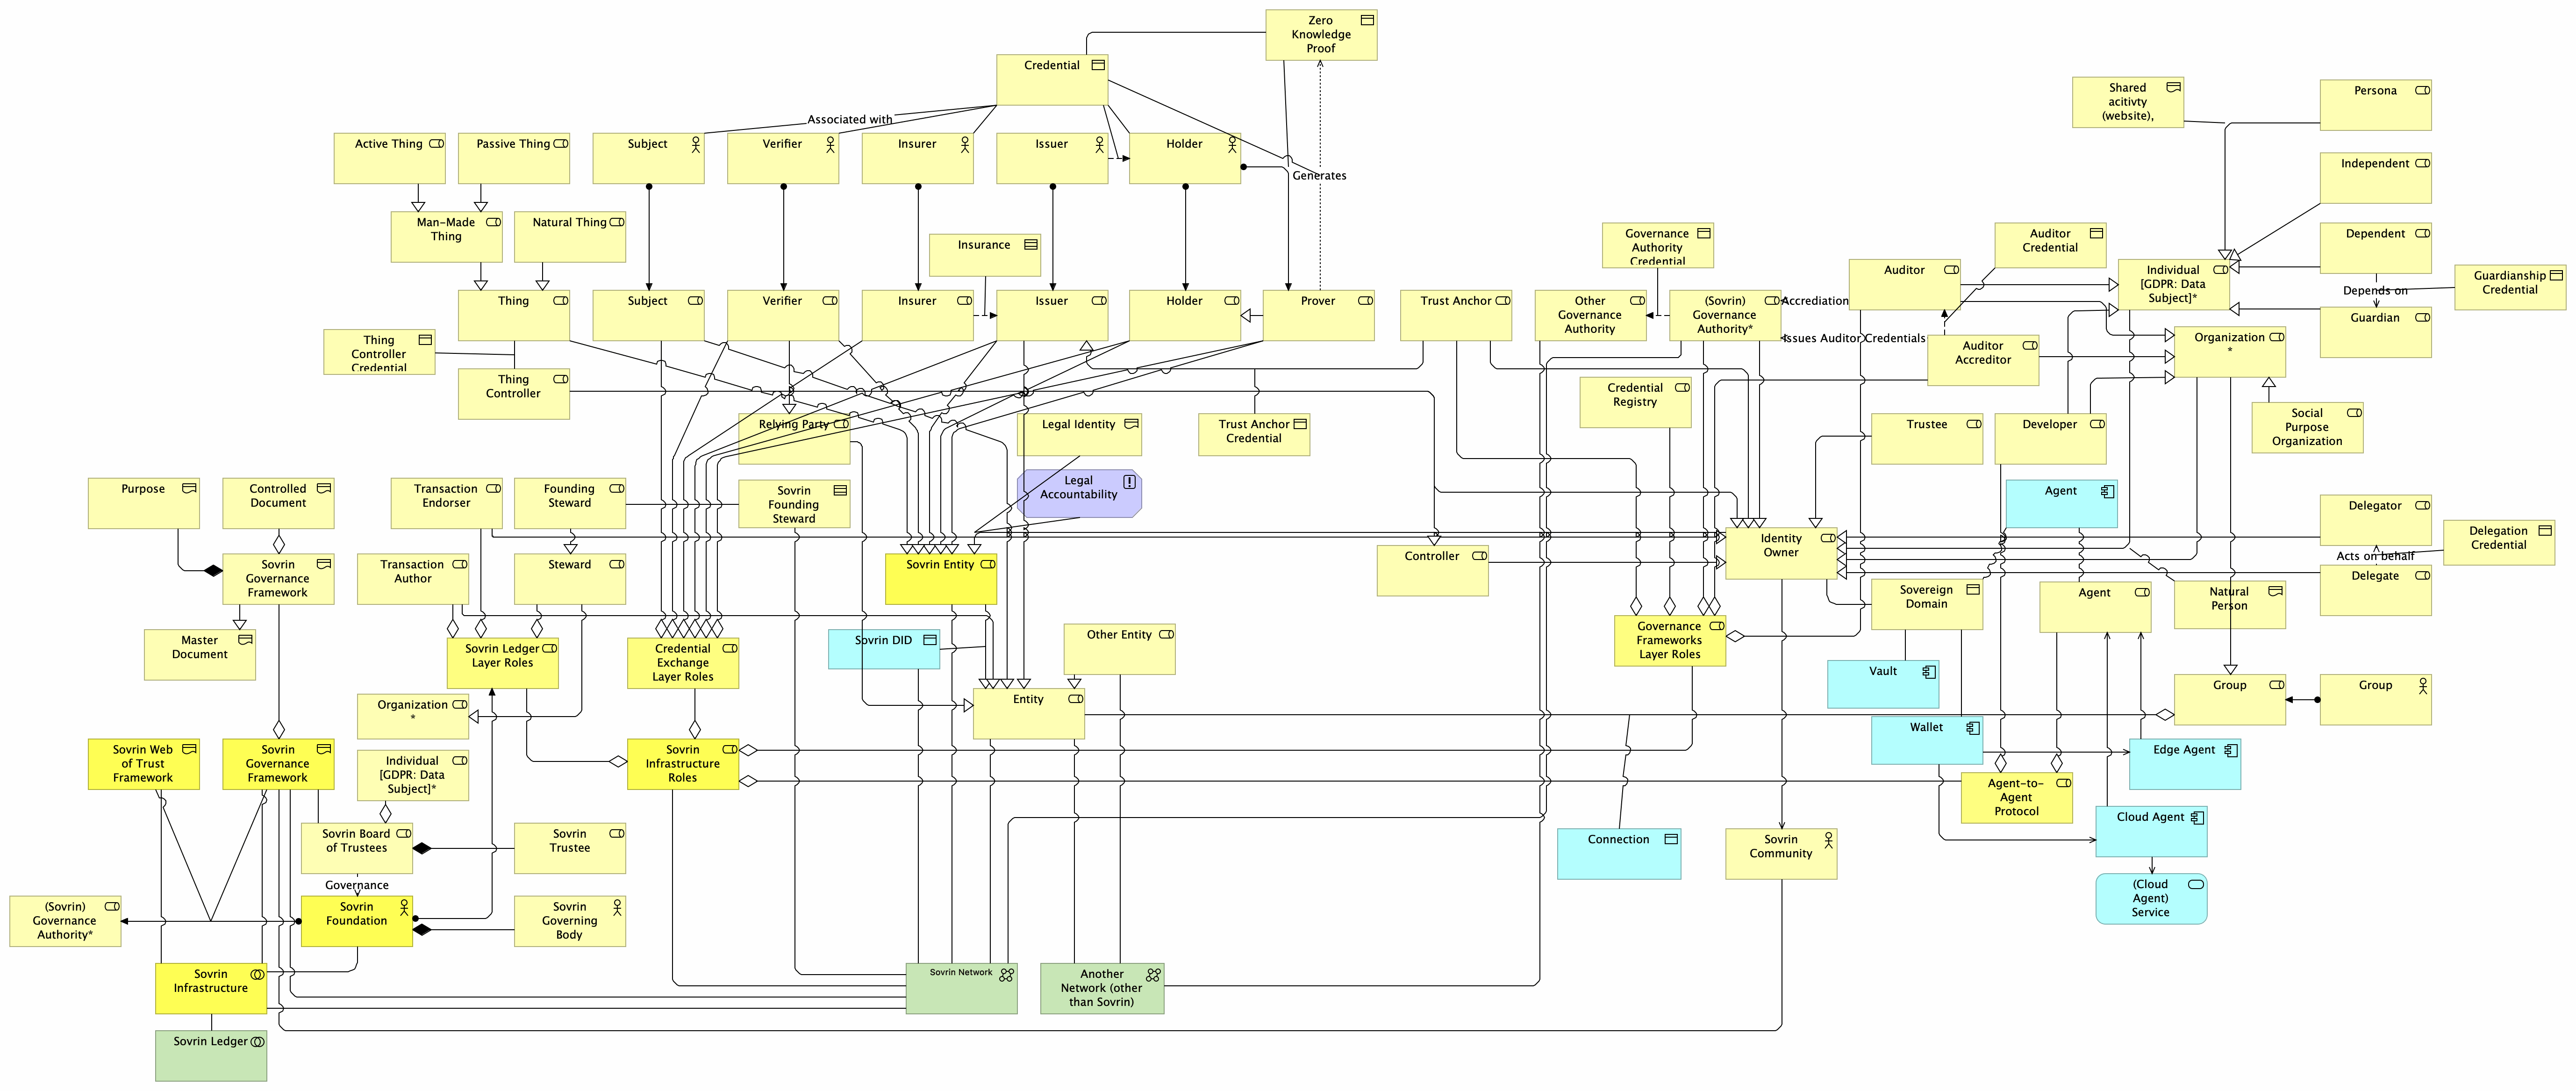 Zero
Knowledge
Proof
Credential
Shared
acitivty
(website),
Persona
Associated with
Active Thing
Passive Thing
Subject
Verifier
Insurer
Issuer
Holder
Generates
Independent
Man-Made
Thing
Natural Thing
Insurance
Governance
Authority
Credential
Auditor
Credential
Dependent
Thing
Subject
Verifier
Insurer
Issuer
Holder
Prover
Trust Anchor
Other
Governance
Authority
(Sovrin)
Governance
Authority*
Accrediation
Auditor
Individual
[GDPR: Data
Subject]*
Depends on
Guardianship
Credential
Guardian
Thing
Controller
Credential
Issues Auditor Credentials
Auditor
Accreditor
Organization
*
Thing
Controller
Credential
Registry
Relying Party
Legal Identity
Trust Anchor
Credential
Trustee
Developer
Social
Purpose
Organization
Purpose
Controlled
Document
Transaction
Endorser
Founding
Steward
Sovrin
Founding
Steward
Legal
Accountability
Agent
Delegator
Sovrin
Governance
Framework
Transaction
Author
Steward
Sovrin Entity
Controller
Identity
Owner
Delegation
Credential
Acts on behalf
Delegate
Sovereign
Domain
Agent
Natural
Person
Master
Document
Sovrin Ledger
Layer Roles
Credential
Exchange
Layer Roles
Sovrin DID
Other Entity
Governance
Frameworks
Layer Roles
Vault
Organization
*
Entity
Group
Group
Wallet
Sovrin Web
of Trust
Framework
Sovrin
Governance
Framework
Individual
[GDPR: Data
Subject]*
Sovrin
Infrastructure
Roles
Edge Agent
Agent-to-
Agent
Protocol
Sovrin Board
of Trustees
Sovrin
Trustee
Connection
Sovrin
Community
Cloud Agent
Governance
(Sovrin)
Governance
Authority*
Sovrin
Foundation
Sovrin
Governing
Body
(Cloud
Agent)
Service
Sovrin
Infrastructure
Sovrin Network
Another
Network (other
than Sovrin)
Sovrin Ledger